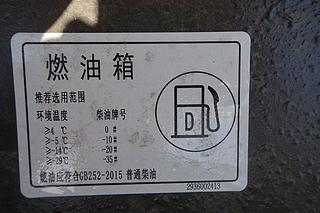 燃油箱
推荐选用范围
环境温度 柴油牌号
≥4 ℃ 0#
≥-5 ℃ -10#
≥-14℃ -20#
≥-29℃ -35#
燃油应符合GB252-2015 普通柴油
D
2936002413